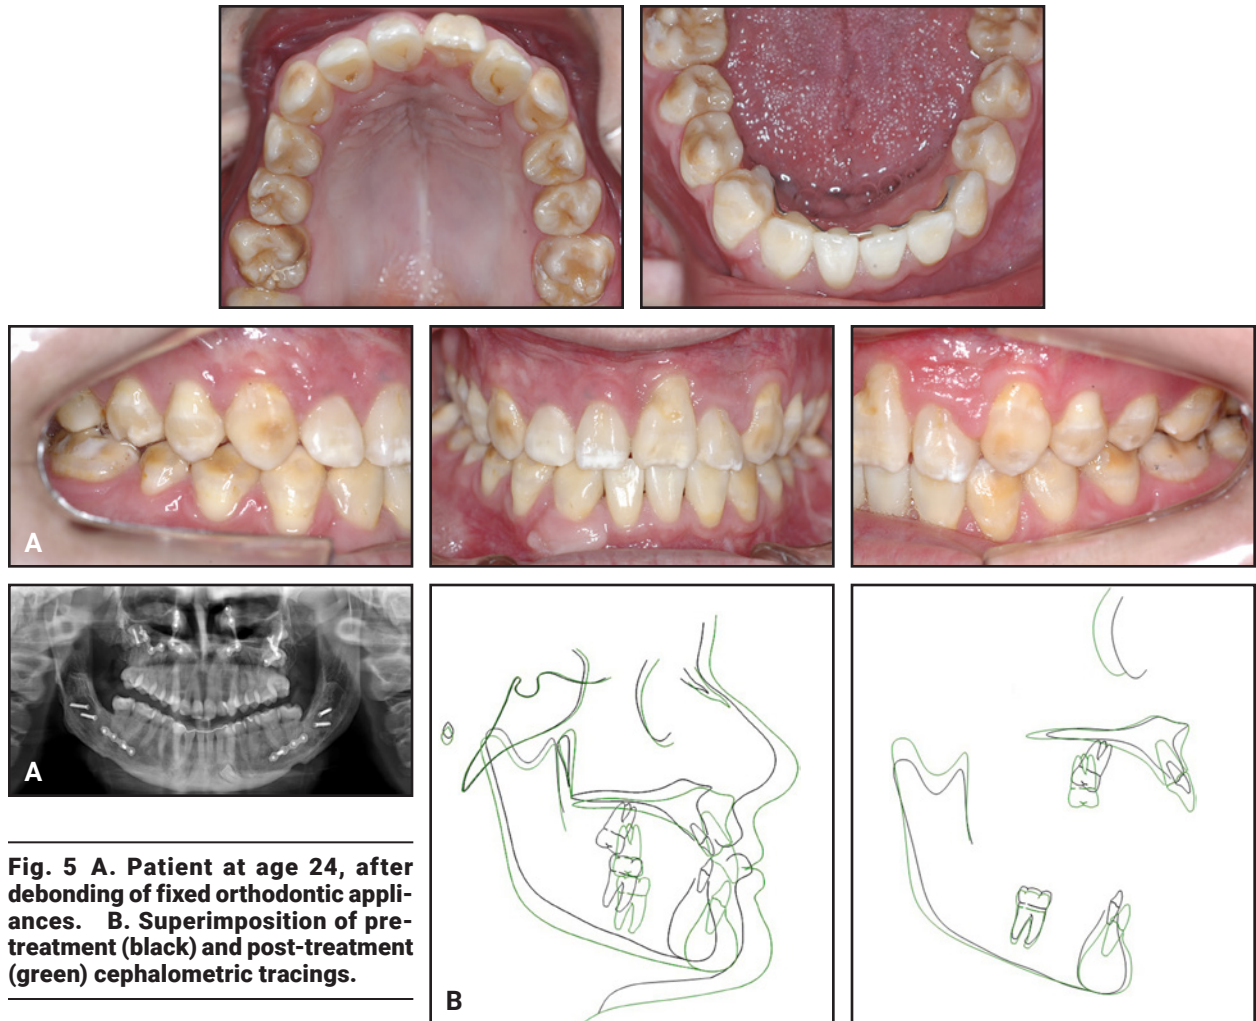 A
A
Fig. 5 A. Patient at age 24, after
debonding of fixed orthodontic appli-
ances. B. Superimposition of pre-
treatment (black) and post-treatment
(green) cephalometric tracings.
B